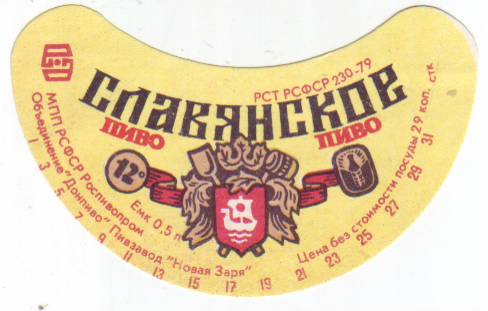 РСТ РСФСР 230-79
СЛАВЯНСКОЕ
ПИВО ПИВО
12°
МПП РСФСР Роспивопром
Емк 0,5 л
Объединение "Донпиво" Пивзавод "Новая Заря"
Цена без стоимости посуды 29 коп. стк
1 3 5 7 9 11 13 15 17 19 21 23 25 27 29 31